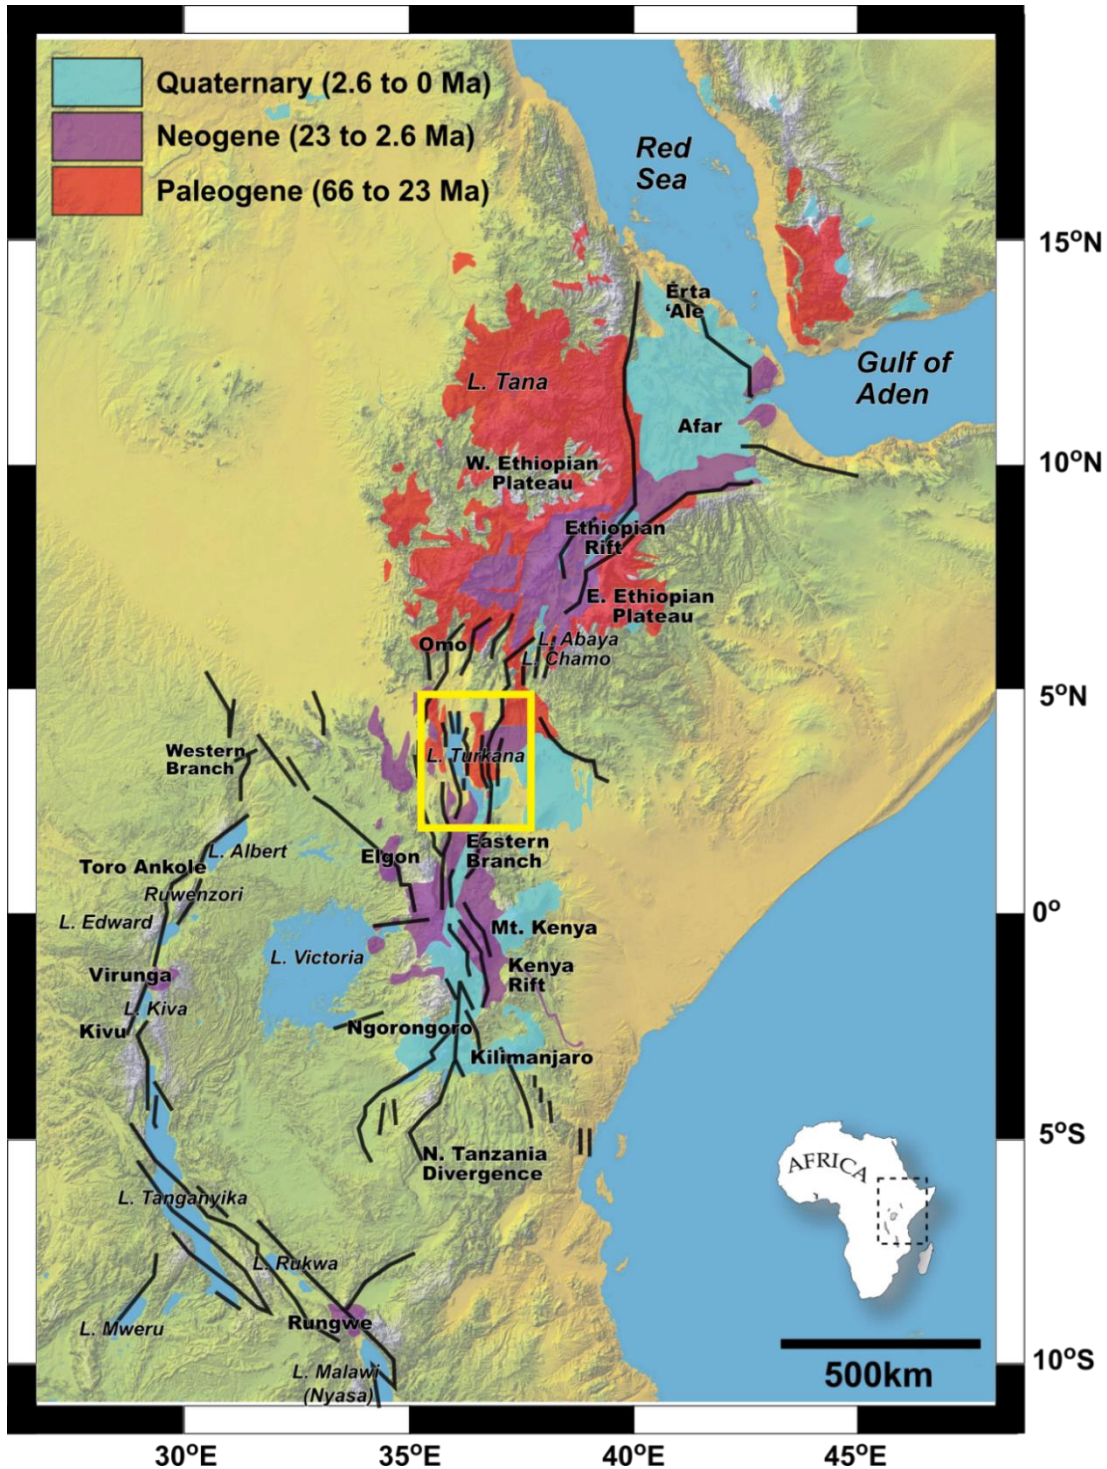 Quaternary (2.6 to 0 Ma)
Neogene (23 to 2.6 Ma)
Paleogene (66 to 23 Ma)
Red
Sea
15°N
Erta
'Ale
Gulf of
Aden
L. Tana
Afar
W. Ethiopian
Plateau
10°N
Ethiopian
Rift
E. Ethiopian
Plateau
Omo
L. Abaya
L. Chamo
5°N
Western
Branch
L. Turkana
Eastern
Branch
L. Albert
Elgon
Toro Ankole
Ruwenzori
L. Edward
0°
Mt. Kenya
L. Victoria
Virunga
Kenya
Rift
L. Kiva
Kivu
Ngorongoro
Kilimanjaro
5°S
N. Tanzania
Divergence
AFRICA
L. Tanganyika
L. Rukwa
L. Mweru
Rungwe
L. Malawi
(Nyasa)
10°S
500km
30°E
35°E
40°E
45°E